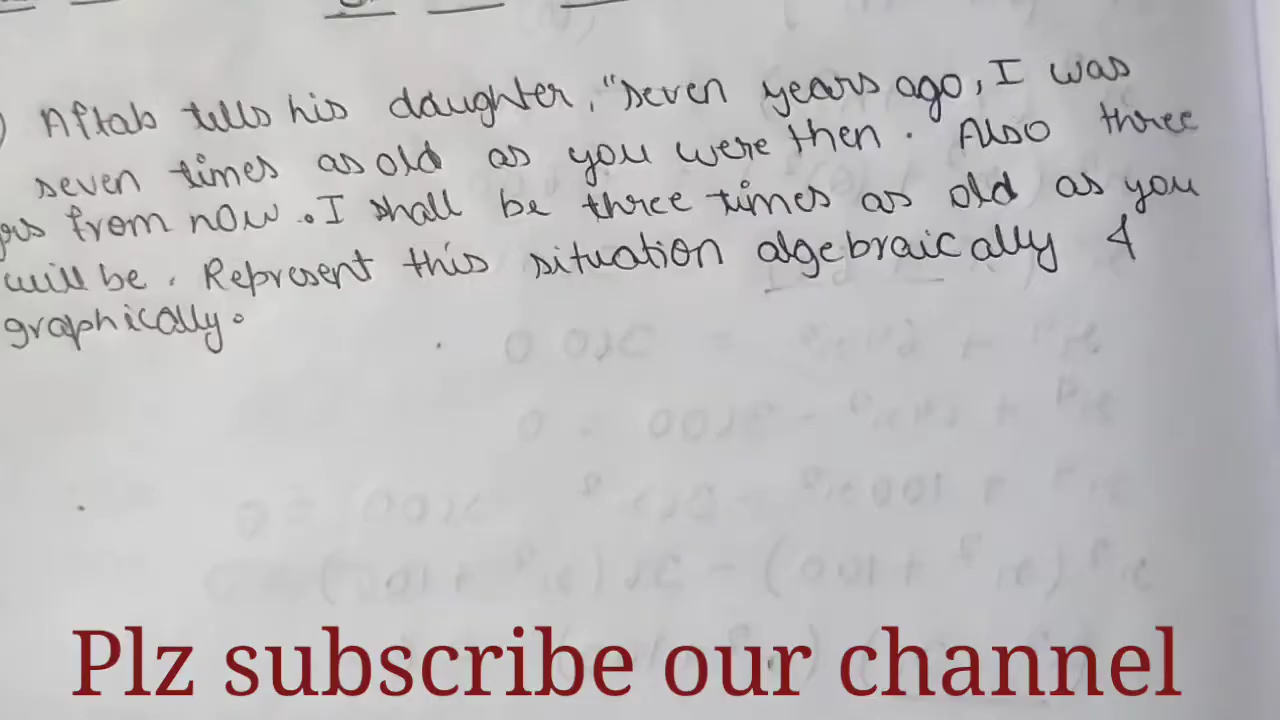 ) Aftab tells his daughter, "seven years ago, I was
seven times as old as you were then. Also three
from now. I shall be three times as old as you
will be. Represent this situation algebraically &
graphically.
Plz subscribe our channel